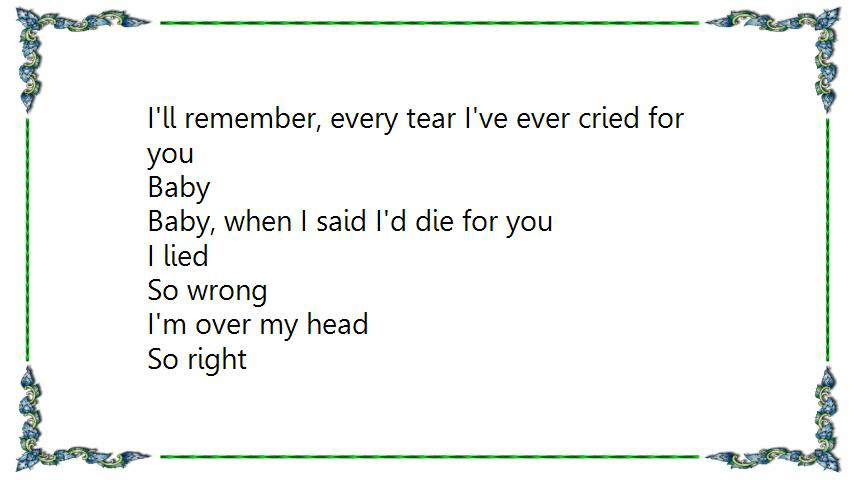 I'll remember, every tear I've ever cried for
you
Baby
Baby, when I said I'd die for you
I lied
So wrong
I'm over my head
So right